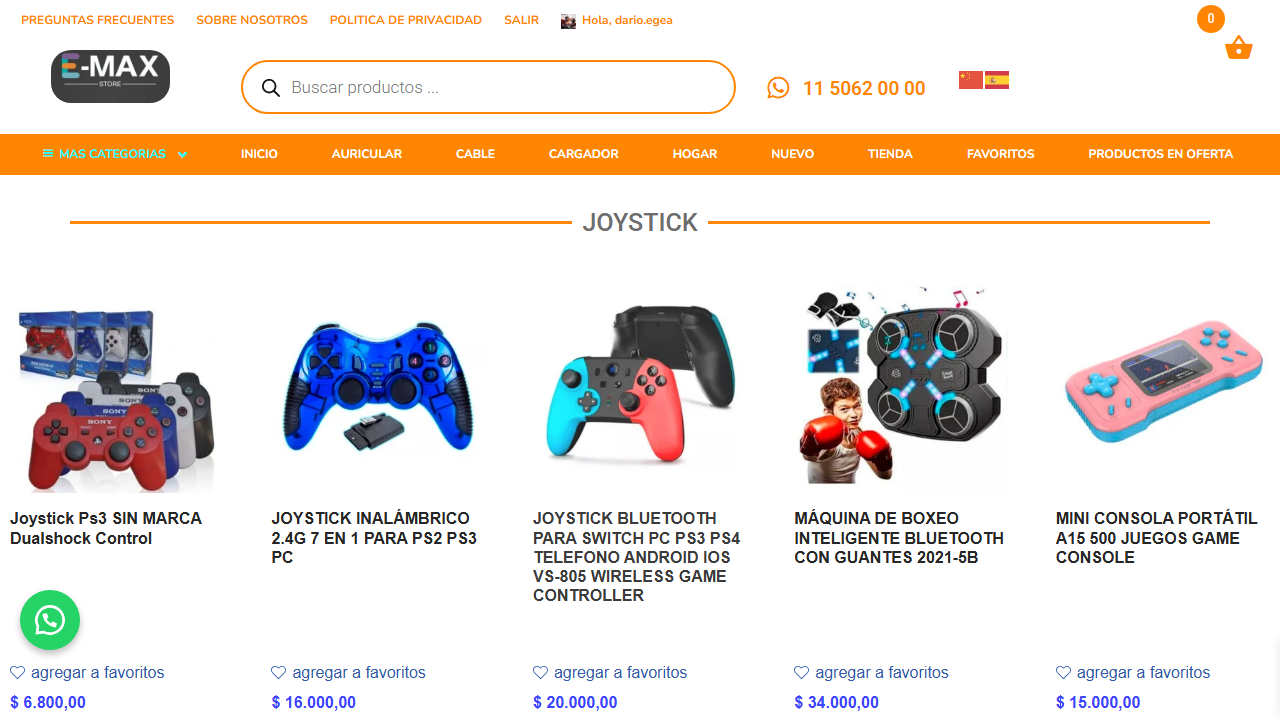 PREGUNTAS FRECUENTES SOBRE NOSOTROS POLITICA DE PRIVACIDAD SALIR Hola, dario.egea
0
E-MAX
STORE
Buscar productos ...
11 5062 00 00
MAS CATEGORIAS INICIO AURICULAR CABLE CARGADOR HOGAR NUEVO TIENDA FAVORITOS PRODUCTOS EN OFERTA
JOYSTICK
SONY
SONY
Joystick Ps3 SIN MARCA
Dualshock Control
JOYSTICK INALÁMBRICO
2.4G 7 EN 1 PARA PS2 PS3
PC
JOYSTICK BLUETOOTH
PARA SWITCH PC PS3 PS4
TELEFONO ANDROID IOS
VS-805 WIRELESS GAME
CONTROLLER
MÁQUINA DE BOXEO
INTELIGENTE BLUETOOTH
CON GUANTES 2021-5B
MINI CONSOLA PORTÁTIL
A15 500 JUEGOS GAME
CONSOLE
agregar a favoritos agregar a favoritos agregar a favoritos agregar a favoritos agregar a favoritos
$ 6.800,00 $ 16.000,00 $ 20.000,00 $ 34.000,00 $ 15.000,00